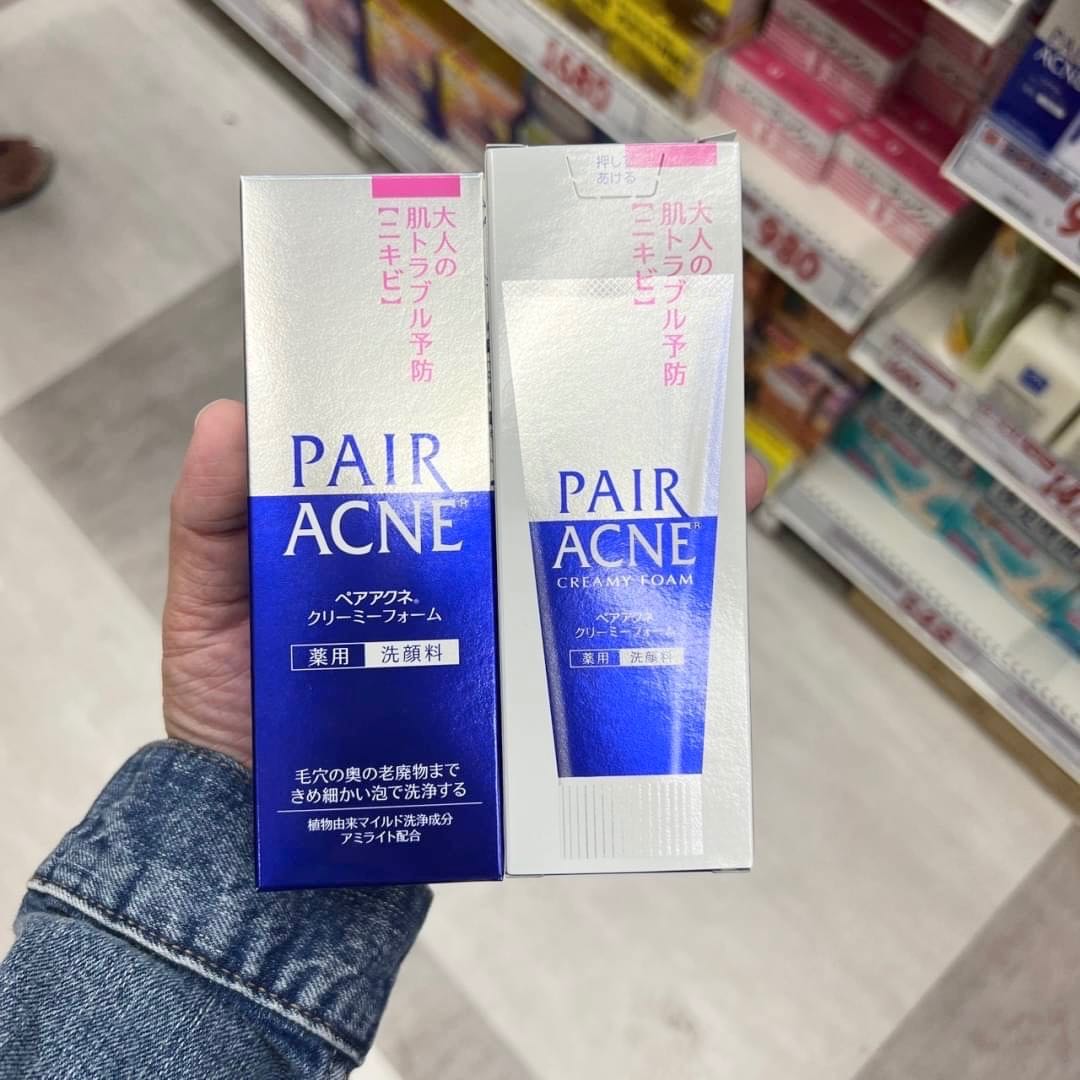 大人の
肌トラブル予防
【ニキビ】
PAIR
ACNE®
ペアアクネ®
クリーミーフォーム
薬用 洗顔料
毛穴の奥の老廃物まで
きめ細かい泡で洗浄する
植物由来マイルド洗浄成分
アミライト配合
押して
あける
大人の
肌トラブル予防
【ニキビ】
PAIR
ACNE®
CREAMY FOAM
ペアアクネ
クリーミーフォーム
薬用 洗顔料
1680
980
PAIR
ACNE